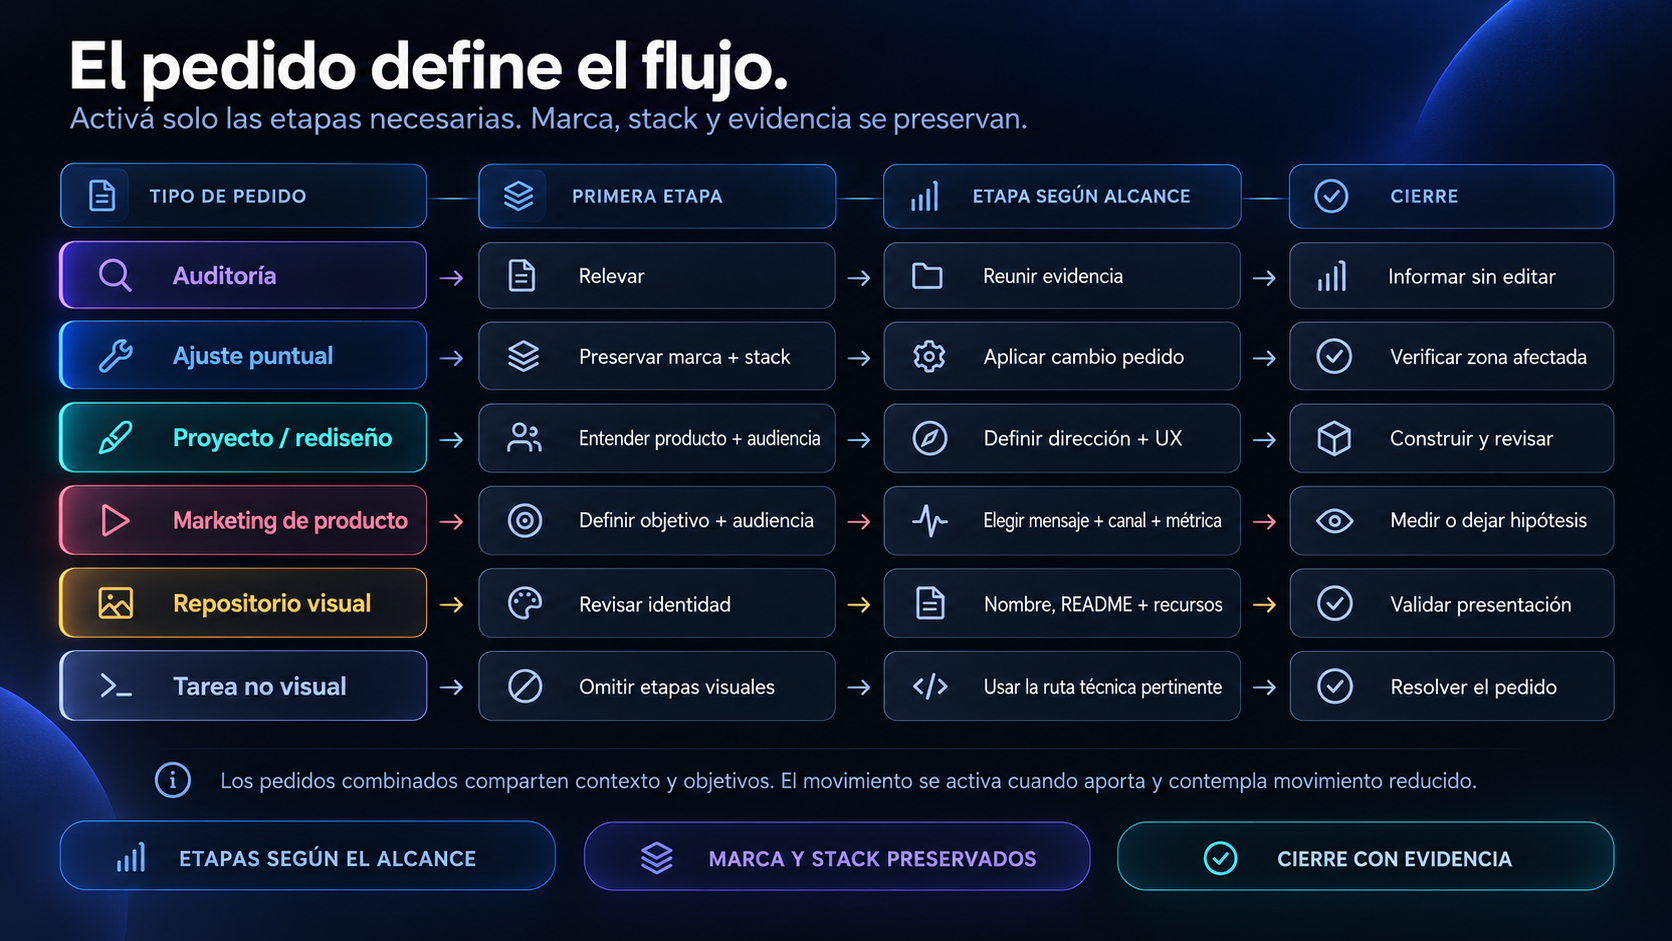 El pedido define el flujo.
Activá solo las etapas necesarias. Marca, stack y evidencia se preservan.
TIPO DE PEDIDO
PRIMERA ETAPA
ETAPA SEGÚN ALCANCE
CIERRE
Auditoría
Relevar
Reunir evidencia
Informar sin editar
Ajuste puntual
Preservar marca + stack
Aplicar cambio pedido
Verificar zona afectada
Proyecto / rediseño
Entender producto + audiencia
Definir dirección + UX
Construir y revisar
Marketing de producto
Definir objetivo + audiencia
Elegir mensaje + canal + métrica
Medir o dejar hipótesis
Repositorio visual
Revisar identidad
Nombre, README + recursos
Validar presentación
Tarea no visual
Omitir etapas visuales
Usar la ruta técnica pertinente
Resolver el pedido
Los pedidos combinados comparten contexto y objetivos. El movimiento se activa cuando aporta y contempla movimiento reducido.
ETAPAS SEGÚN EL ALCANCE
MARCA Y STACK PRESERVADOS
CIERRE CON EVIDENCIA